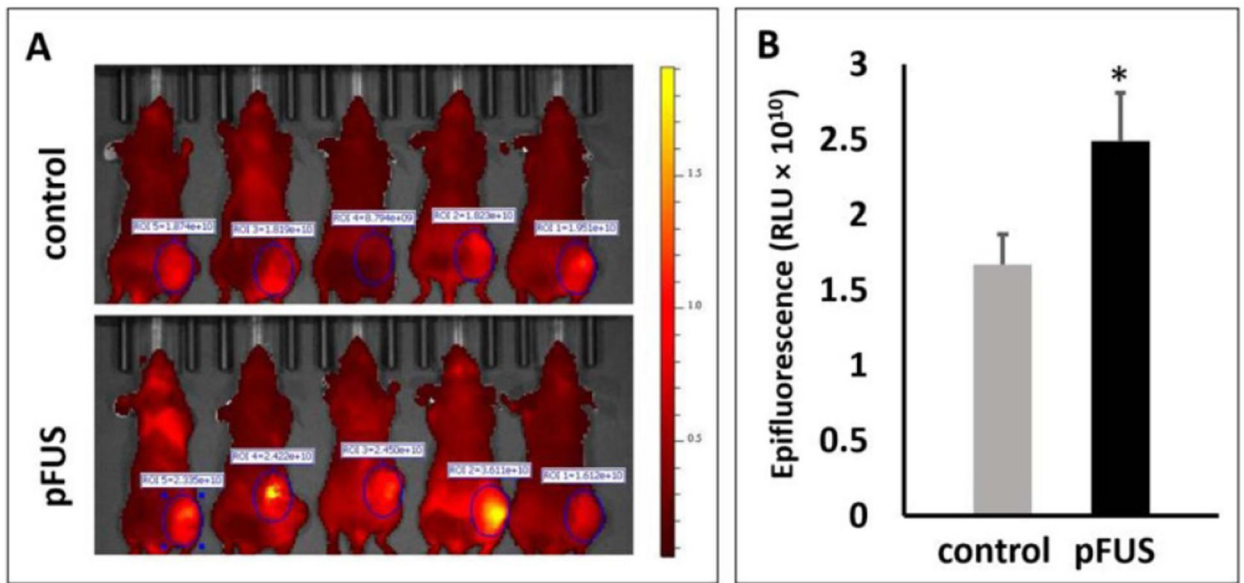 A
control
ROI 5=1.874e+10
ROI 3=1.819e+10
ROI 4=8.794e+09
ROI 2=1.823e+10
ROI 1=1.951e+10
pFUS
ROI 5=2.335e+10
ROI 4=2.422e+10
ROI 3=2.450e+10
ROI 2=3.611e+10
ROI 1=1.612e+10
1.5
1.0
0.5
B
Epifluorescence (RLU × 10¹⁰)
3
2.5
2
1.5
1
0.5
0
*
control pFUS